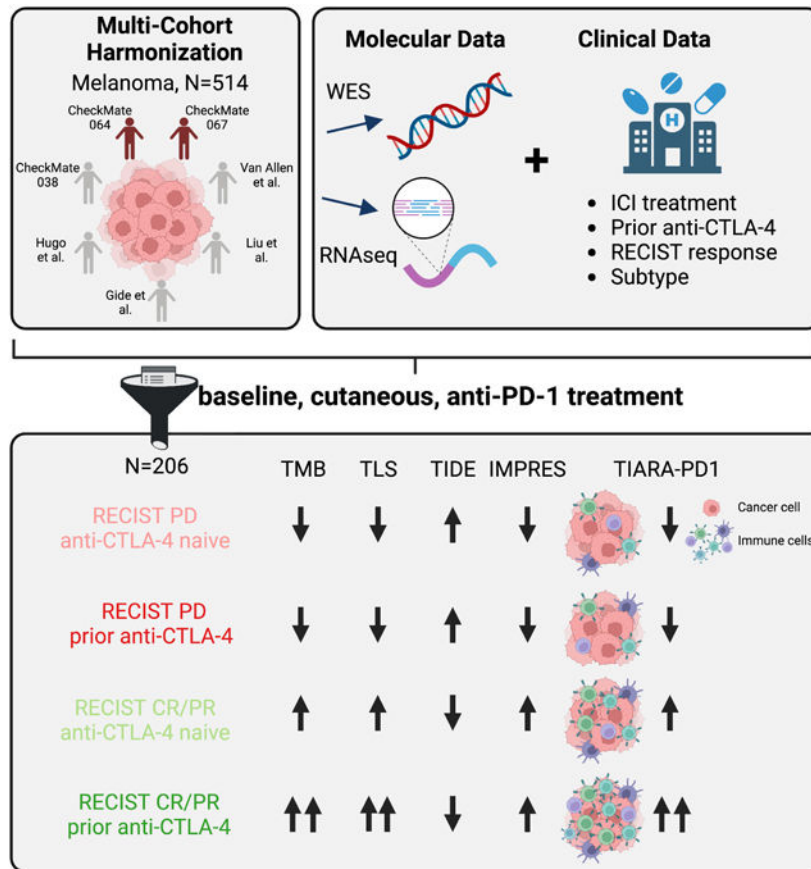 Multi-Cohort
Harmonization
Melanoma, N=514
CheckMate
064
CheckMate
067
CheckMate
038
Van Allen
et al.
Hugo
et al.
Liu et
al.
Gide et
al.
Molecular Data
Clinical Data
WES
RNAseq
+
H
• ICI treatment
• Prior anti-CTLA-4
• RECIST response
• Subtype
baseline, cutaneous, anti-PD-1 treatment
N=206 TMB TLS TIDE IMPRES TIARA-PD1
RECIST PD
anti-CTLA-4 naive
Cancer cell
Immune cells
RECIST PD
prior anti-CTLA-4
RECIST CR/PR
anti-CTLA-4 naive
RECIST CR/PR
prior anti-CTLA-4